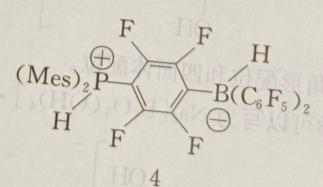 F F
H
(Mes)₂P⊕ B(C₆F₅)₂
H ⊖
F F
4